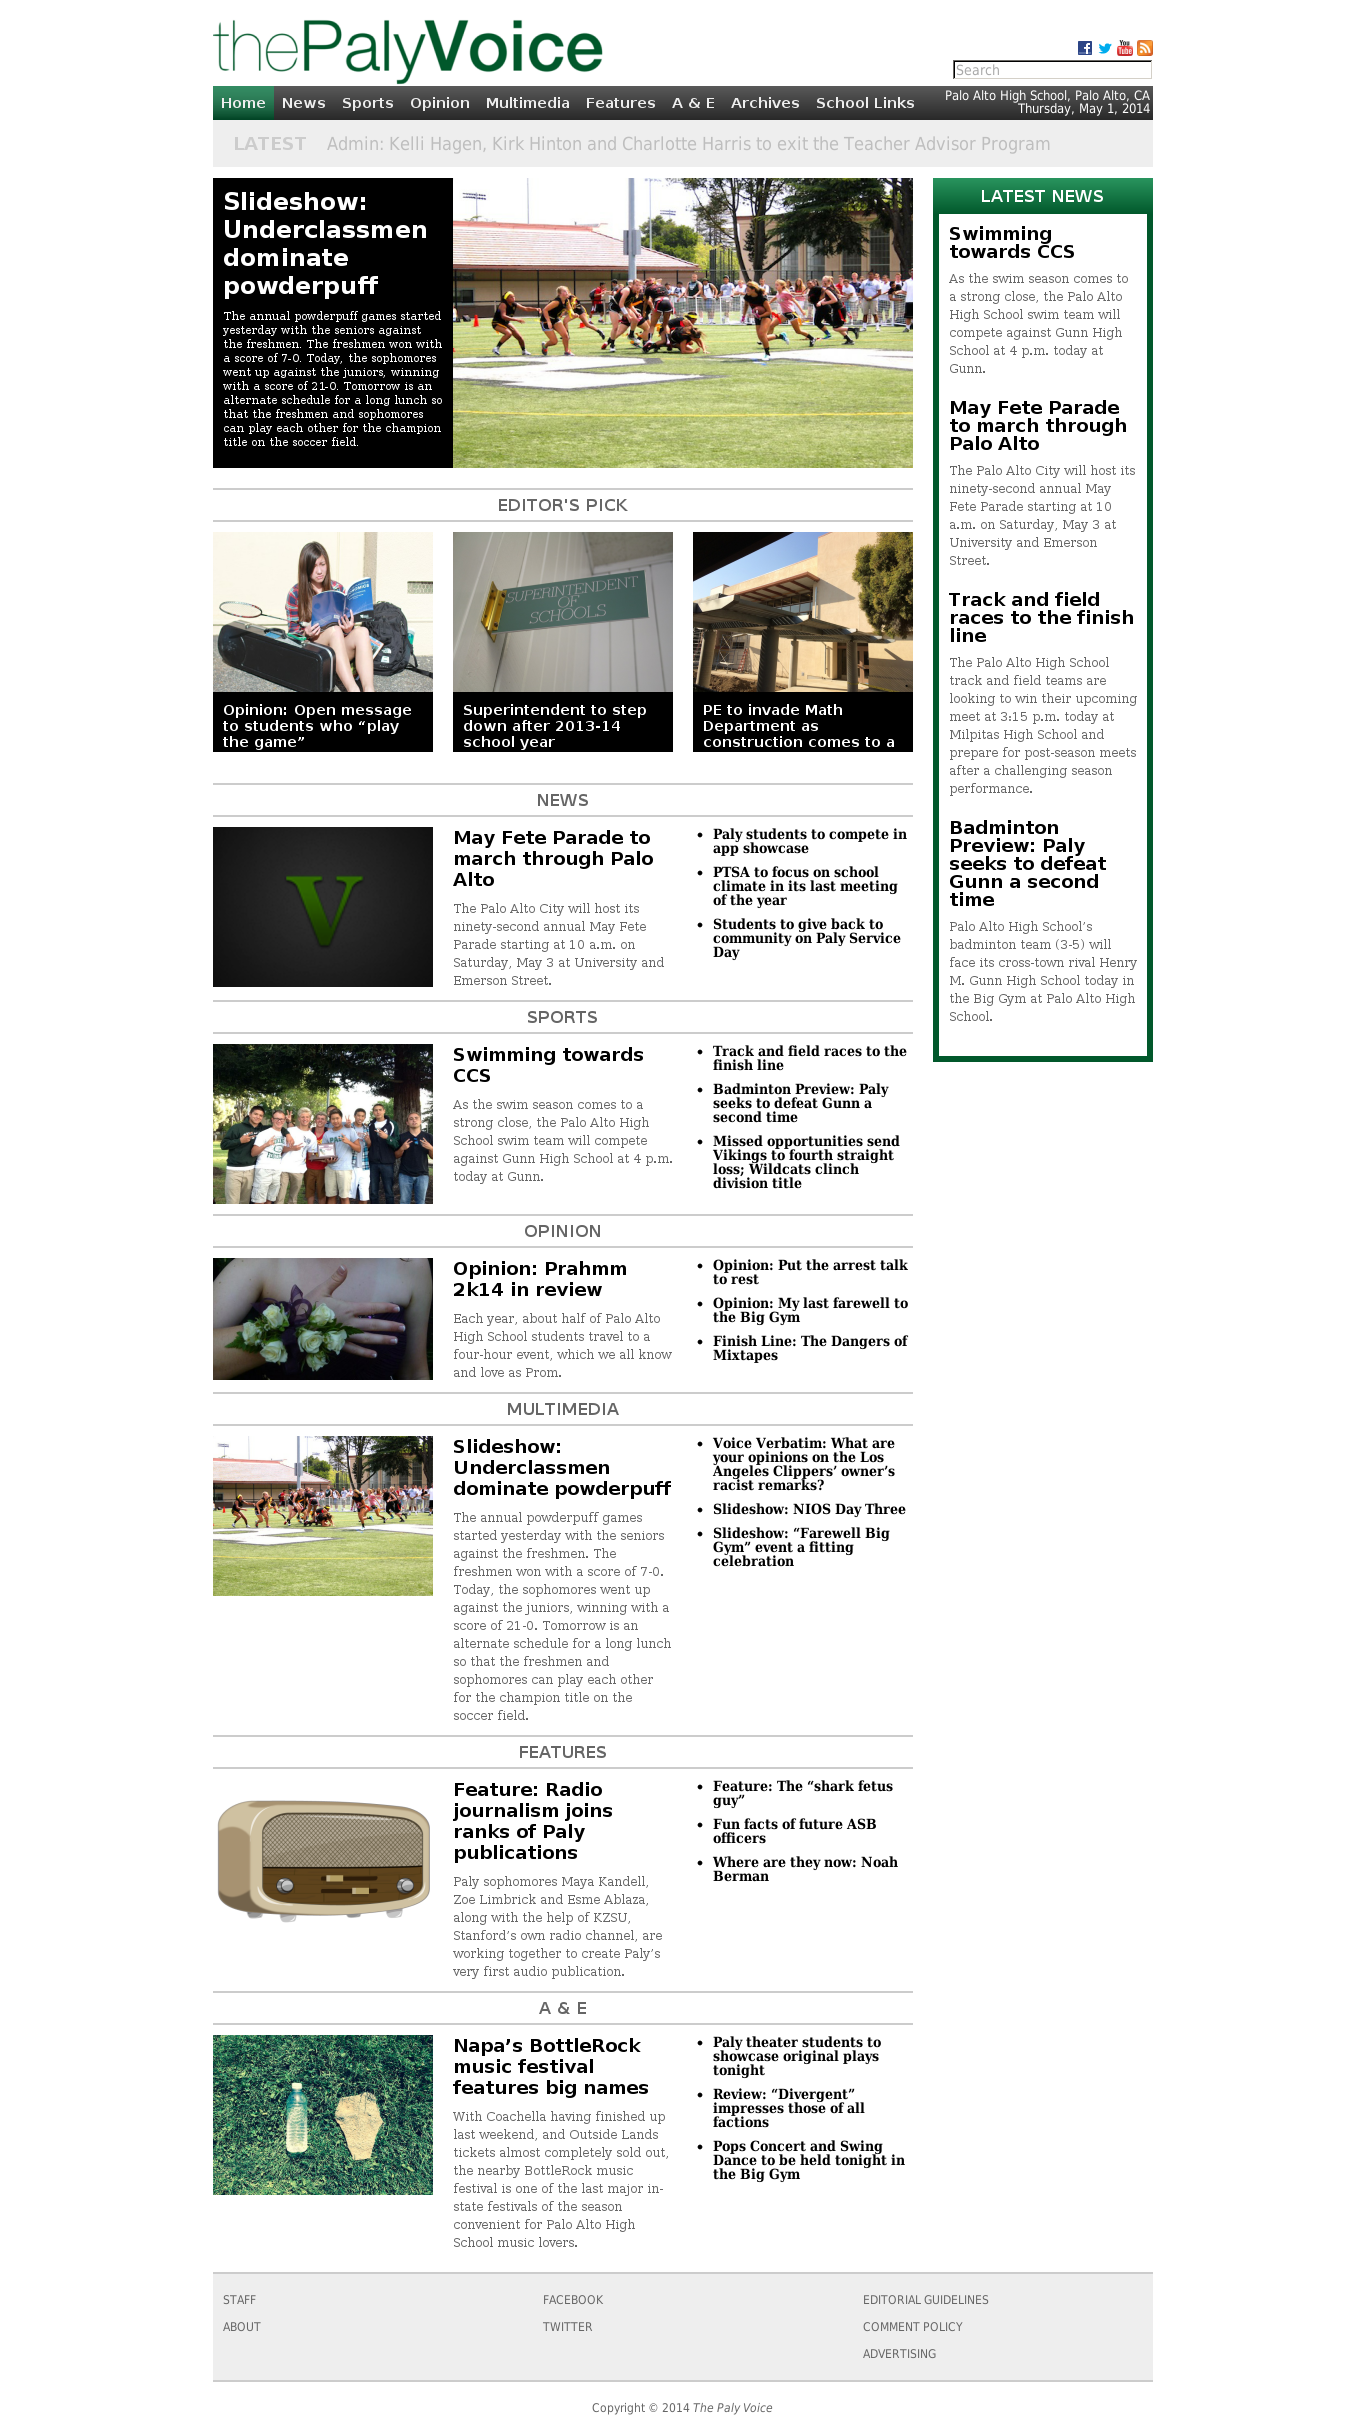 thePalyVoice
You Tube
Search
Home News Sports Opinion Multimedia Features A & E Archives School Links
Palo Alto High School, Palo Alto, CA
Thursday, May 1, 2014
LATEST Admin: Kelli Hagen, Kirk Hinton and Charlotte Harris to exit the Teacher Advisor Program
Slideshow:
Underclassmen
dominate
powderpuff
The annual powderpuff games started
yesterday with the seniors against
the freshmen. The freshmen won with
a score of 7-0. Today, the sophomores
went up against the juniors, winning
with a score of 21-0. Tomorrow is an
alternate schedule for a long lunch so
that the freshmen and sophomores
can play each other for the champion
title on the soccer field.
EDITOR'S PICK
SUPERINTENDENT
OF
SCHOOLS
Opinion: Open message
to students who “play
the game”
Superintendent to step
down after 2013-14
school year
PE to invade Math
Department as
construction comes to a
NEWS
V
May Fete Parade to
march through Palo
Alto
The Palo Alto City will host its
ninety-second annual May Fete
Parade starting at 10 a.m. on
Saturday, May 3 at University and
Emerson Street.
• Paly students to compete in
app showcase
• PTSA to focus on school
climate in its last meeting
of the year
• Students to give back to
community on Paly Service
Day
SPORTS
Swimming towards
CCS
As the swim season comes to a
strong close, the Palo Alto High
School swim team will compete
against Gunn High School at 4 p.m.
today at Gunn.
• Track and field races to the
finish line
• Badminton Preview: Paly
seeks to defeat Gunn a
second time
• Missed opportunities send
Vikings to fourth straight
loss; Wildcats clinch
division title
OPINION
Opinion: Prahmm
2k14 in review
Each year, about half of Palo Alto
High School students travel to a
four-hour event, which we all know
and love as Prom.
• Opinion: Put the arrest talk
to rest
• Opinion: My last farewell to
the Big Gym
• Finish Line: The Dangers of
Mixtapes
MULTIMEDIA
Slideshow:
Underclassmen
dominate powderpuff
The annual powderpuff games
started yesterday with the seniors
against the freshmen. The
freshmen won with a score of 7-0.
Today, the sophomores went up
against the juniors, winning with a
score of 21-0. Tomorrow is an
alternate schedule for a long lunch
so that the freshmen and
sophomores can play each other
for the champion title on the
soccer field.
• Voice Verbatim: What are
your opinions on the Los
Angeles Clippers’ owner’s
racist remarks?
• Slideshow: NIOS Day Three
• Slideshow: “Farewell Big
Gym” event a fitting
celebration
FEATURES
Feature: Radio
journalism joins
ranks of Paly
publications
Paly sophomores Maya Kandell,
Zoe Limbrick and Esme Ablaza,
along with the help of KZSU,
Stanford’s own radio channel, are
working together to create Paly’s
very first audio publication.
• Feature: The “shark fetus
guy”
• Fun facts of future ASB
officers
• Where are they now: Noah
Berman
A & E
Napa’s BottleRock
music festival
features big names
With Coachella having finished up
last weekend, and Outside Lands
tickets almost completely sold out,
the nearby BottleRock music
festival is one of the last major in-
state festivals of the season
convenient for Palo Alto High
School music lovers.
• Paly theater students to
showcase original plays
tonight
• Review: “Divergent”
impresses those of all
factions
• Pops Concert and Swing
Dance to be held tonight in
the Big Gym
LATEST NEWS
Swimming
towards CCS
As the swim season comes to
a strong close, the Palo Alto
High School swim team will
compete against Gunn High
School at 4 p.m. today at
Gunn.
May Fete Parade
to march through
Palo Alto
The Palo Alto City will host its
ninety-second annual May
Fete Parade starting at 10
a.m. on Saturday, May 3 at
University and Emerson
Street.
Track and field
races to the finish
line
The Palo Alto High School
track and field teams are
looking to win their upcoming
meet at 3:15 p.m. today at
Milpitas High School and
prepare for post-season meets
after a challenging season
performance.
Badminton
Preview: Paly
seeks to defeat
Gunn a second
time
Palo Alto High School’s
badminton team (3-5) will
face its cross-town rival Henry
M. Gunn High School today in
the Big Gym at Palo Alto High
School.
STAFF
ABOUT
FACEBOOK
TWITTER
EDITORIAL GUIDELINES
COMMENT POLICY
ADVERTISING
Copyright © 2014 The Paly Voice